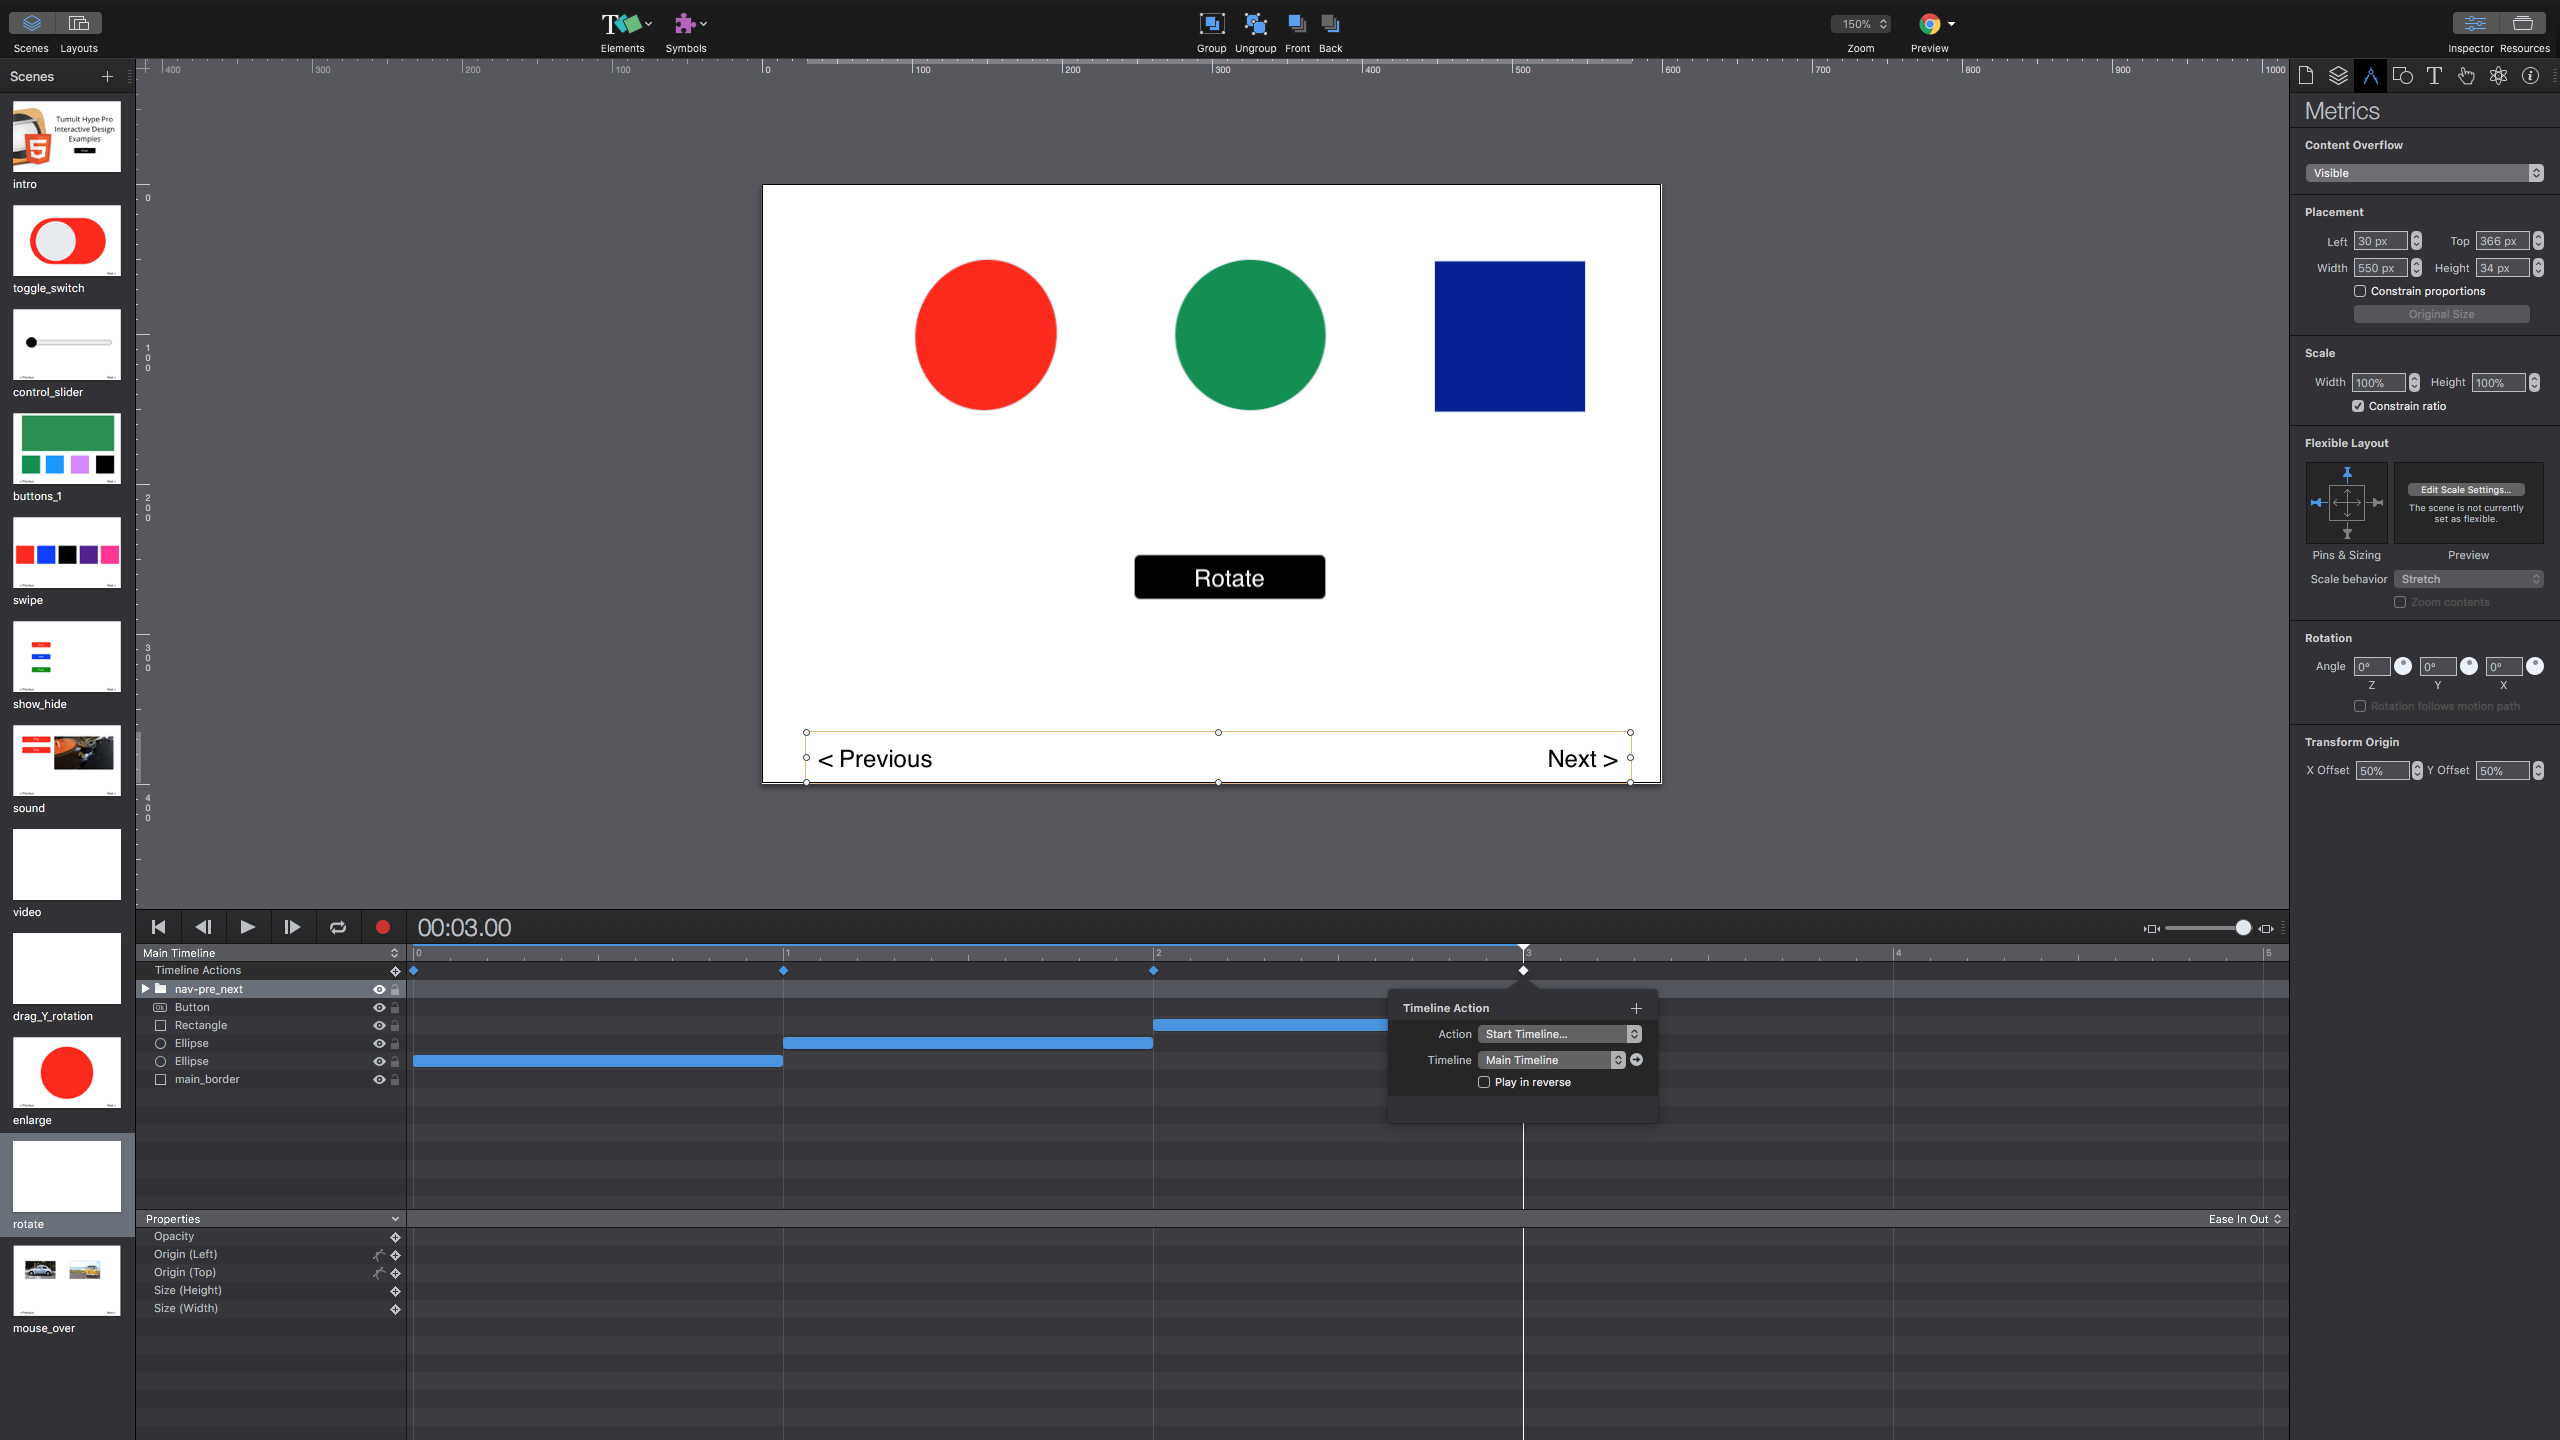 150%
Scenes Layouts
Elements Symbols
Group Ungroup Front Back
Zoom Preview
Inspector Resources
Scenes
400 300 200 100 0 100 200 300 400 500 600 700 800 900 1000
0
100
200
300
400
Tumult Hype Pro
Interactive Design
Examples
5
intro
toggle_switch
control_slider
buttons_1
swipe
show_hide
sound
video
drag_Y_rotation
enlarge
rotate
mouse_over
Rotate
< Previous
Next >
Metrics
Content Overflow
Visible
Placement
Left 30 px Top 366 px
Width 550 px Height 34 px
Constrain proportions
Original Size
Scale
Width 100% Height 100%
Constrain ratio
Flexible Layout
Edit Scale Settings...
The scene is not currently
set as flexible.
Pins & Sizing Preview
Scale behavior Stretch
Zoom contents
Rotation
Angle 0° 0° 0°
Z Y X
Rotation follows motion path
Transform Origin
X Offset 50% Y Offset 50%
00:03.00
Main Timeline
0 1 2 3 4 5
Timeline Actions
nav-pre_next
Button
Rectangle
Ellipse
Ellipse
main_border
Timeline Action
Action Start Timeline...
Timeline Main Timeline
Play in reverse
Properties
Ease In Out
Opacity
Origin (Left)
Origin (Top)
Size (Height)
Size (Width)